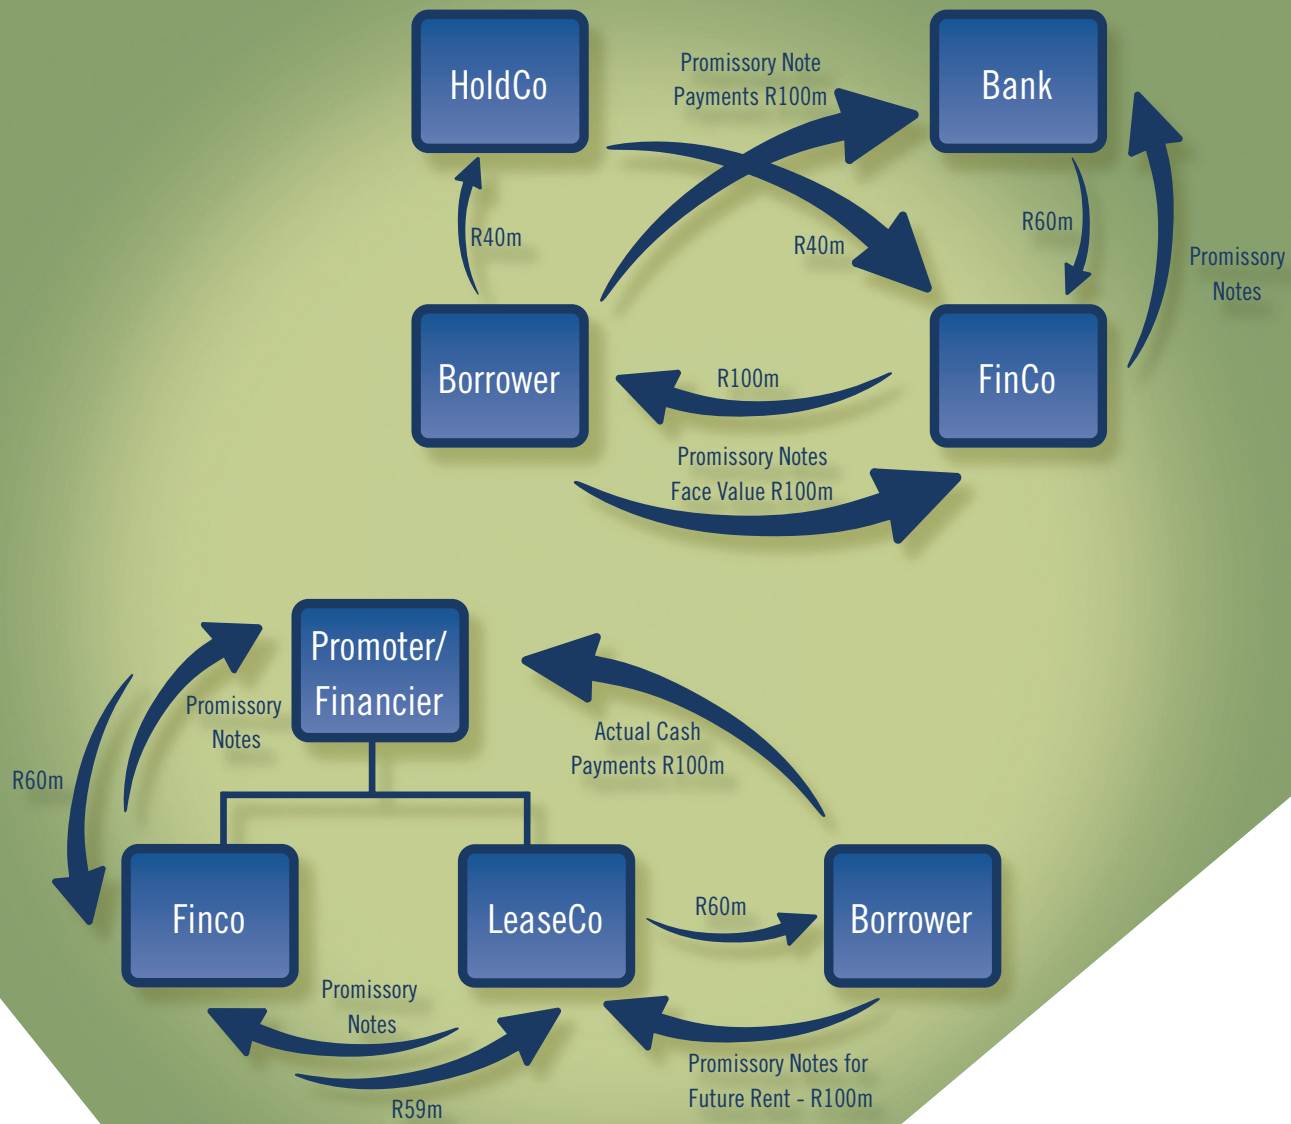 HoldCo
Promissory Note
Payments R100m
Bank
R40m
R40m
R60m
Promissory
Notes
Borrower
R100m
FinCo
Promissory Notes
Face Value R100m
Promoter/
Financier
Promissory
Notes
R60m
Actual Cash
Payments R100m
Finco
LeaseCo
R60m
Borrower
Promissory
Notes
R59m
Promissory Notes for
Future Rent - R100m